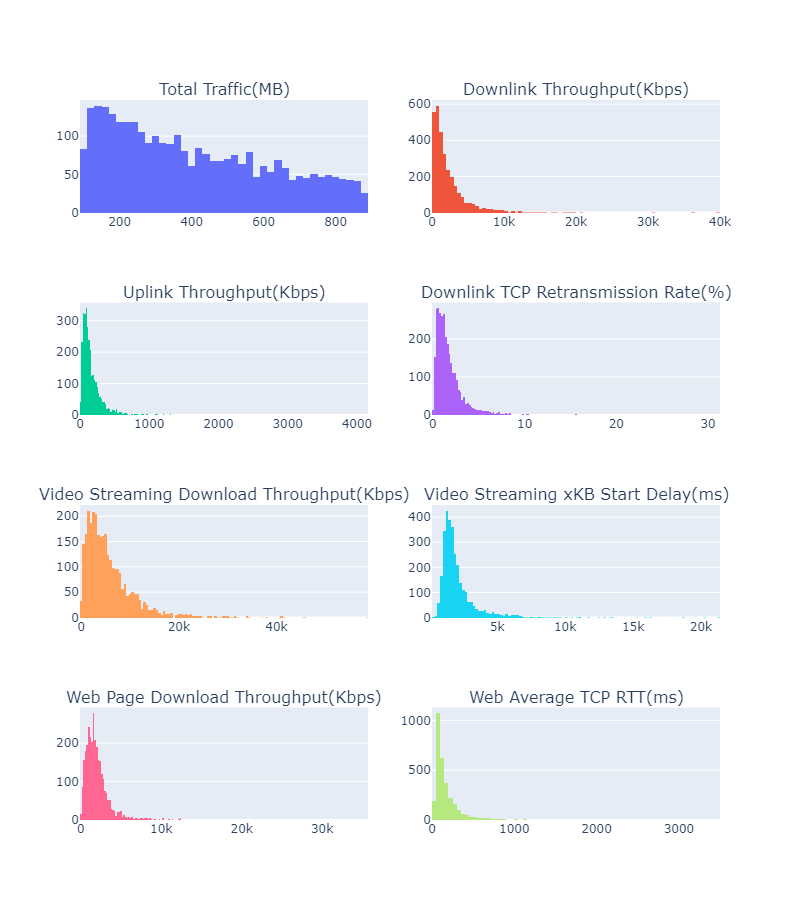 Total Traffic(MB)
Downlink Throughput(Kbps)
100
50
0
200
400
600
800
600
400
200
0
0
10k
20k
30k
40k
Uplink Throughput(Kbps)
Downlink TCP Retransmission Rate(%)
300
200
100
0
0
1000
2000
3000
4000
200
100
0
0
10
20
30
Video Streaming Download Throughput(Kbps)
Video Streaming xKB Start Delay(ms)
200
150
100
50
0
0
20k
40k
400
300
200
100
0
5k
10k
15k
20k
Web Page Download Throughput(Kbps)
Web Average TCP RTT(ms)
200
100
0
0
10k
20k
30k
1000
500
0
0
1000
2000
3000